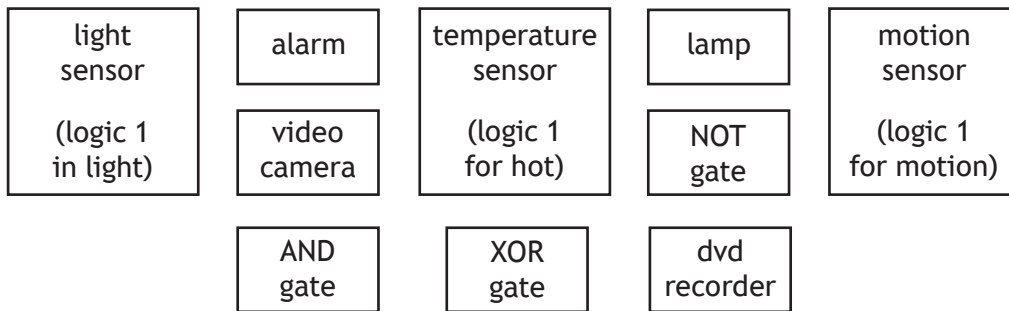 light
sensor
(logic 1
in light)
alarm
video
camera
temperature
sensor
(logic 1
for hot)
lamp
NOT
gate
motion
sensor
(logic 1
for motion)
AND
gate
XOR
gate
dvd
recorder